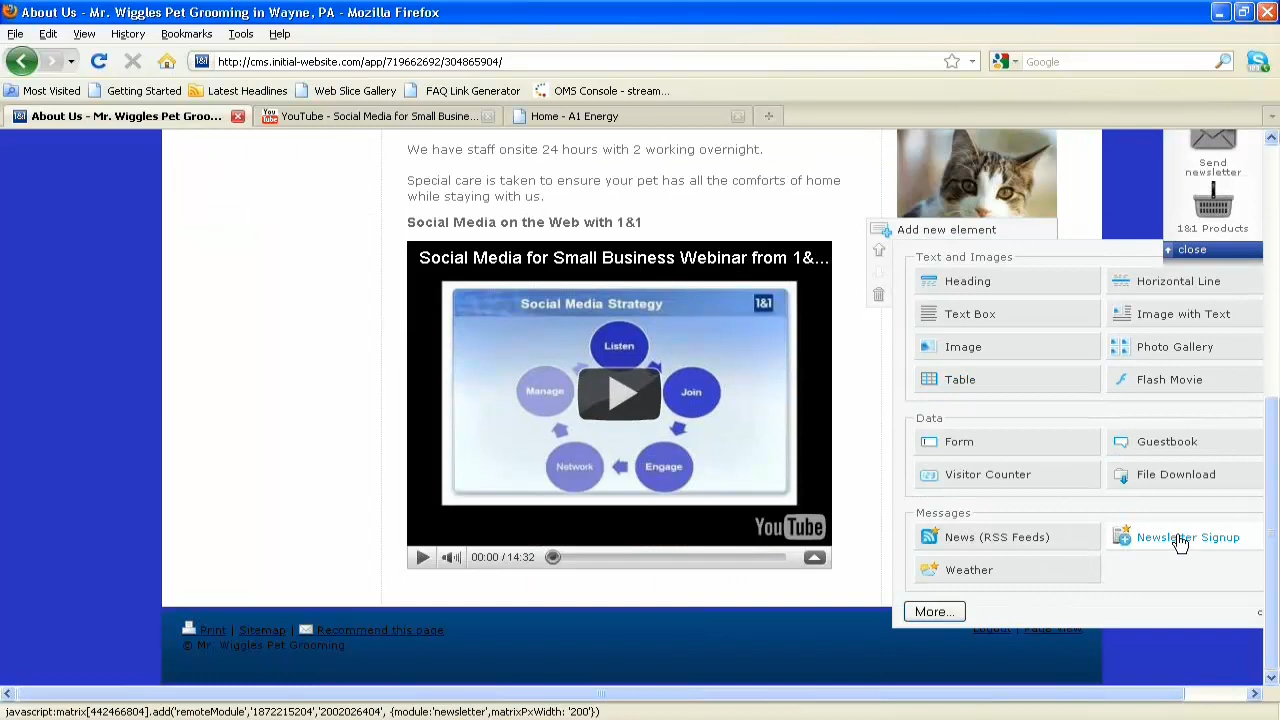 About Us - Mr. Wiggles Pet Grooming in Wayne, PA - Mozilla Firefox
File Edit View History Bookmarks Tools Help
http://cms.initial-website.com/app/719662692/304865904/
Google
Most Visited Getting Started Latest Headlines Web Slice Gallery FAQ Link Generator OMS Console - stream...
1&1 About Us - Mr. Wiggles Pet Groo... YouTube - Social Media for Small Busine... Home - A1 Energy
We have staff onsite 24 hours with 2 working overnight.
Special care is taken to ensure your pet has all the comforts of home
while staying with us.
Social Media on the Web with 1&1
Social Media for Small Business Webinar from 1&...
Social Media Strategy
1&1
Listen
Join
Engage
Network
Manage
YouTube
00:00 / 14:32
Send
newsletter
1&1 Products
close
Add new element
Text and Images
Heading Horizontal Line
Text Box Image with Text
Image Photo Gallery
Table Flash Movie
Data
Form Guestbook
Visitor Counter File Download
Messages
News (RSS Feeds) Newsletter Signup
Weather
More...
Print | Sitemap | Recommend this page
Logout | Page View
© Mr. Wiggles Pet Grooming
javascript:matrix[442466804].add('remoteModule','1872215204','2002026404', {module:'newsletter',matrixPxWidth: '200'})